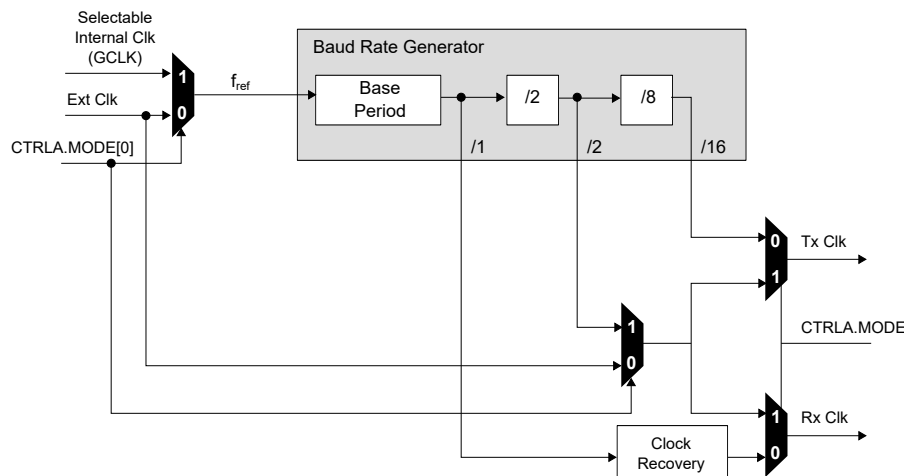 Selectable
Internal Clk
(GCLK)
Baud Rate Generator
1
fref
Base
Period
/2
/8
Ext Clk
0
CTRLA.MODE[0]
/1
/2
/16
0
Tx Clk
1
1
CTRLA.MODE
0
1
Rx Clk
Clock
Recovery
0